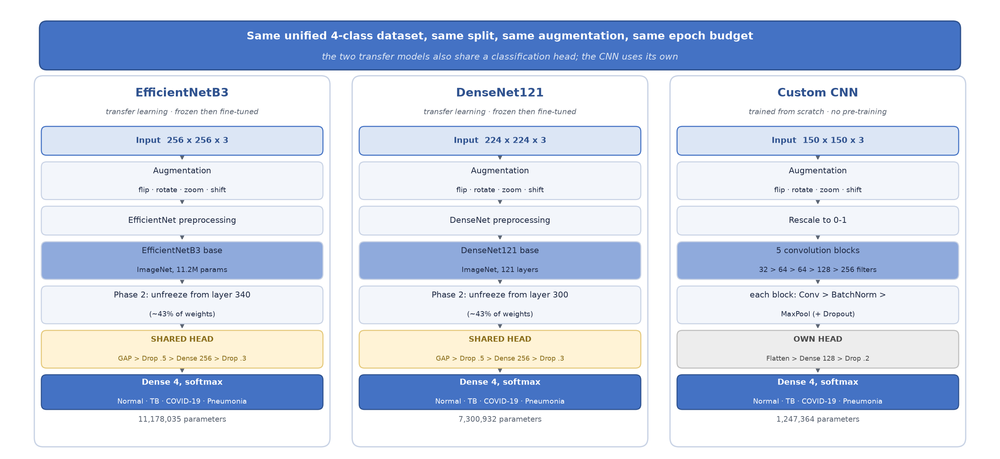 Same unified 4-class dataset, same split, same augmentation, same epoch budget
the two transfer models also share a classification head; the CNN uses its own
EfficientNetB3
transfer learning · frozen then fine-tuned
Input  256 x 256 x 3
Augmentation
flip · rotate · zoom · shift
EfficientNet preprocessing
EfficientNetB3 base
ImageNet, 11.2M params
Phase 2: unfreeze from layer 340
(~43% of weights)
SHARED HEAD
GAP > Drop .5 > Dense 256 > Drop .3
Dense 4, softmax
Normal · TB · COVID-19 · Pneumonia
11,178,035 parameters
DenseNet121
transfer learning · frozen then fine-tuned
Input  224 x 224 x 3
Augmentation
flip · rotate · zoom · shift
DenseNet preprocessing
DenseNet121 base
ImageNet, 121 layers
Phase 2: unfreeze from layer 300
(~43% of weights)
SHARED HEAD
GAP > Drop .5 > Dense 256 > Drop .3
Dense 4, softmax
Normal · TB · COVID-19 · Pneumonia
7,300,932 parameters
Custom CNN
trained from scratch · no pre-training
Input  150 x 150 x 3
Augmentation
flip · rotate · zoom · shift
Rescale to 0-1
5 convolution blocks
32 > 64 > 64 > 128 > 256 filters
each block: Conv > BatchNorm >
MaxPool (+ Dropout)
OWN HEAD
Flatten > Dense 128 > Drop .2
Dense 4, softmax
Normal · TB · COVID-19 · Pneumonia
1,247,364 parameters